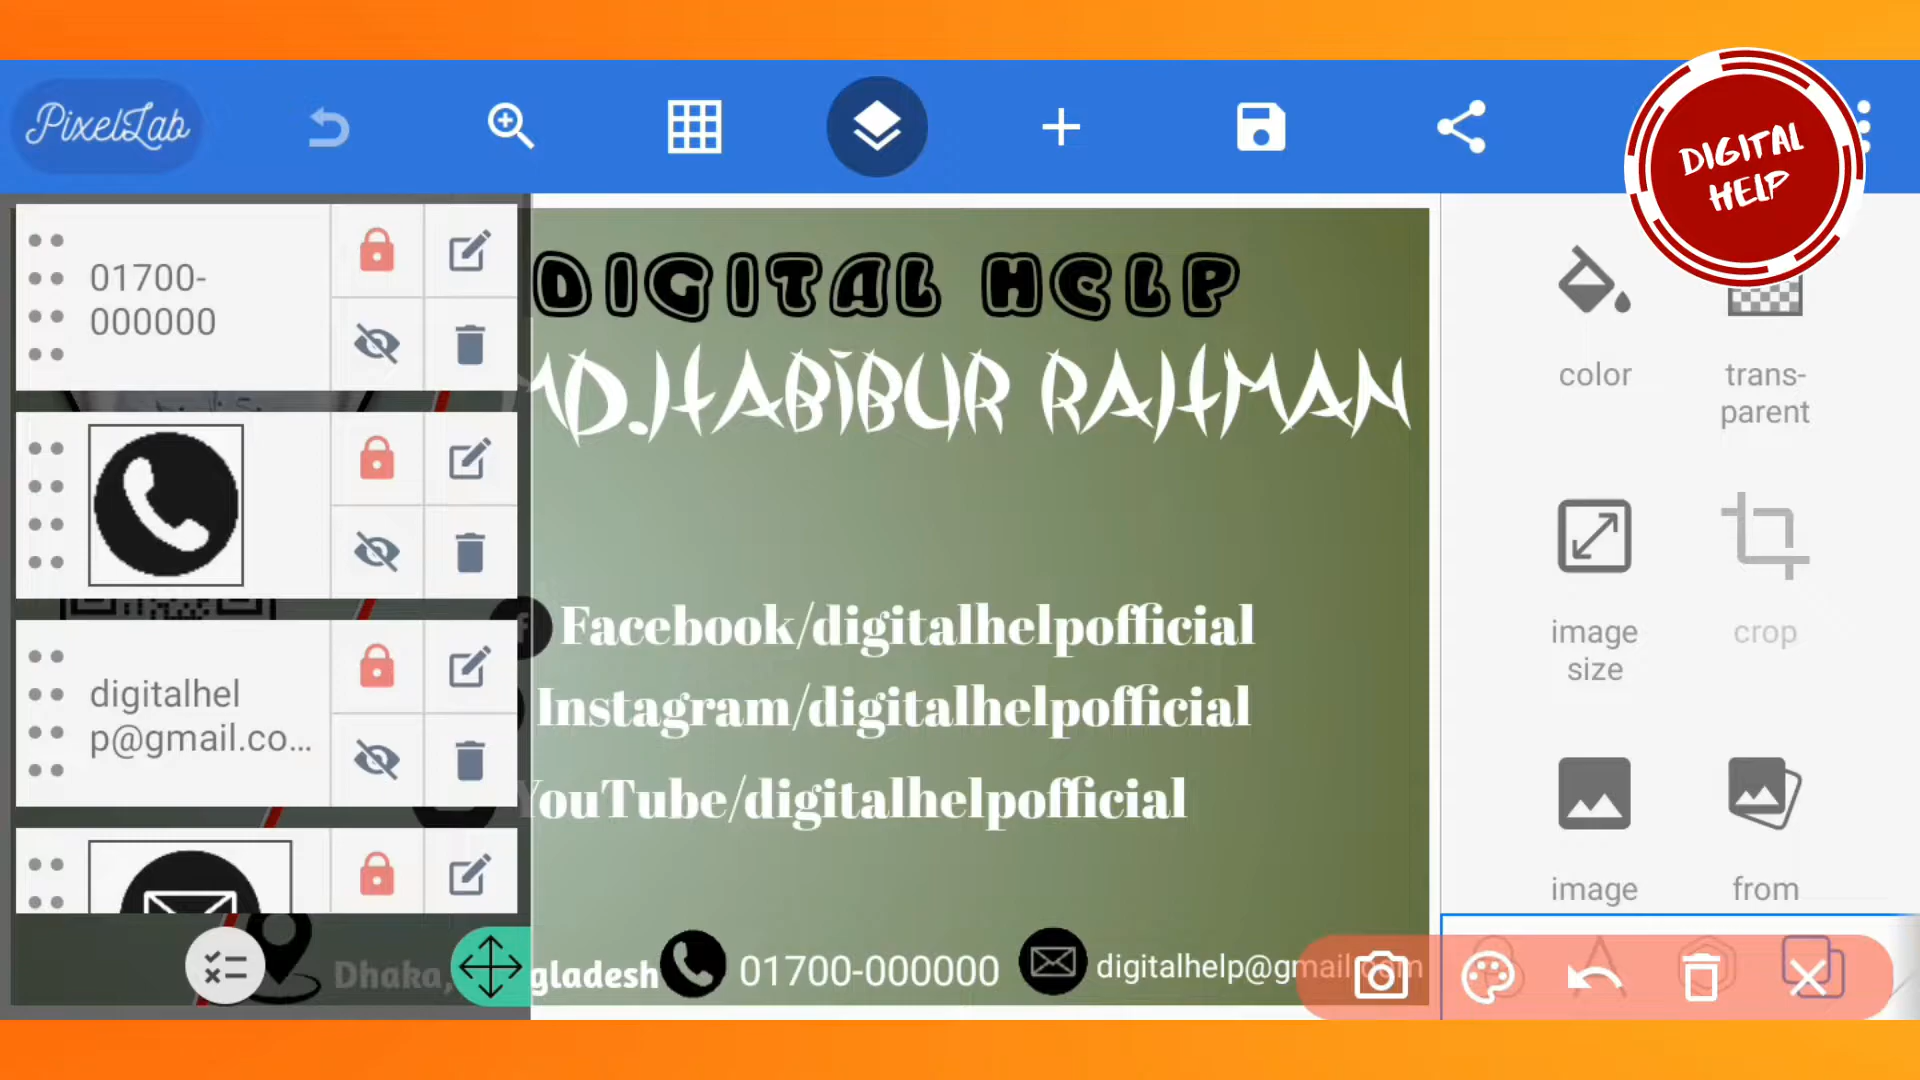 PixelLab
DIGITAL
HELP
01700-
000000
DIGITAL HELP
MD.HABIBUR RAHMAN
color
trans-
parent
Facebook/digitalhelpofficial
image
size
crop
digitalhel
p@gmail.co...
Instagram/digitalhelpofficial
YouTube/digitalhelpofficial
image
from
Dhaka,
gladesh
01700-000000
digitalhelp@gmail